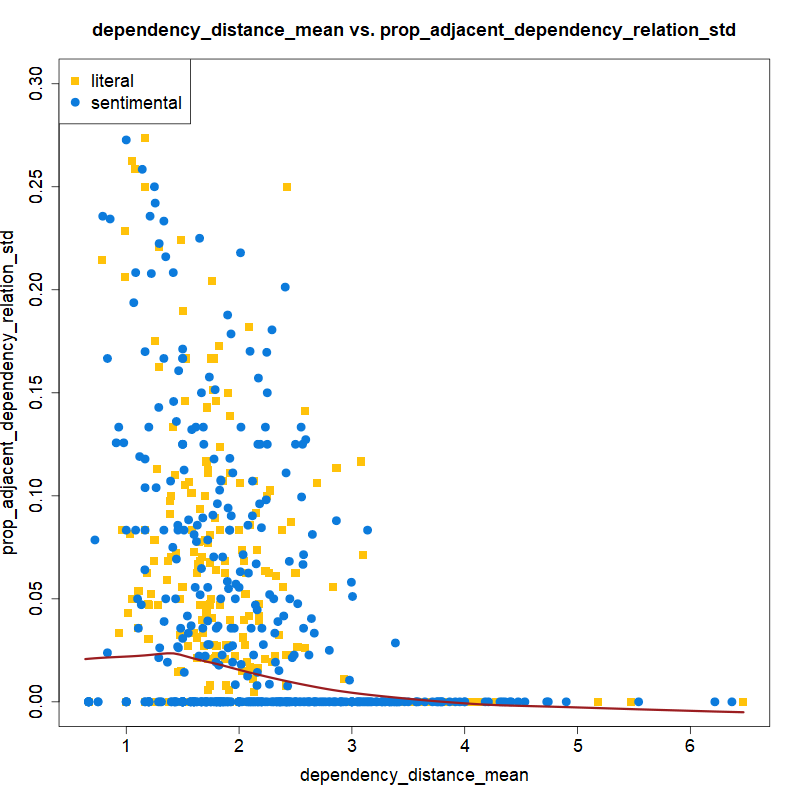 dependency_distance_mean vs. prop_adjacent_dependency_relation_std
literal
sentimental
prop_adjacent_dependency_relation_std
0.30
0.25
0.20
0.15
0.10
0.05
0.00
1 2 3 4 5 6
dependency_distance_mean